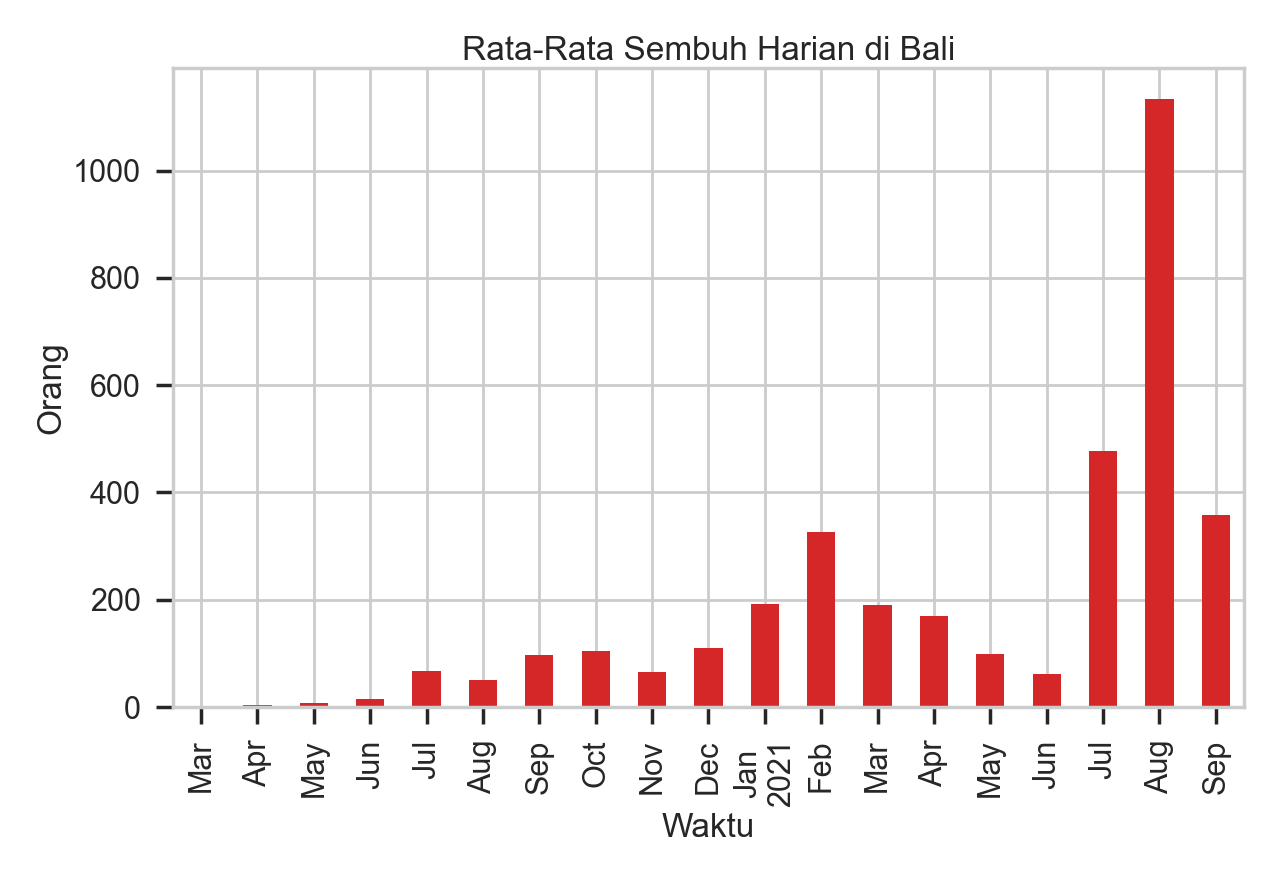 Rata-Rata Sembuh Harian di Bali
Orang
1000
800
600
400
200
0
Mar
Apr
May
Jun
Jul
Aug
Sep
Oct
Nov
Dec
Jan
2021
Feb
Mar
Apr
May
Jun
Jul
Aug
Sep
Waktu